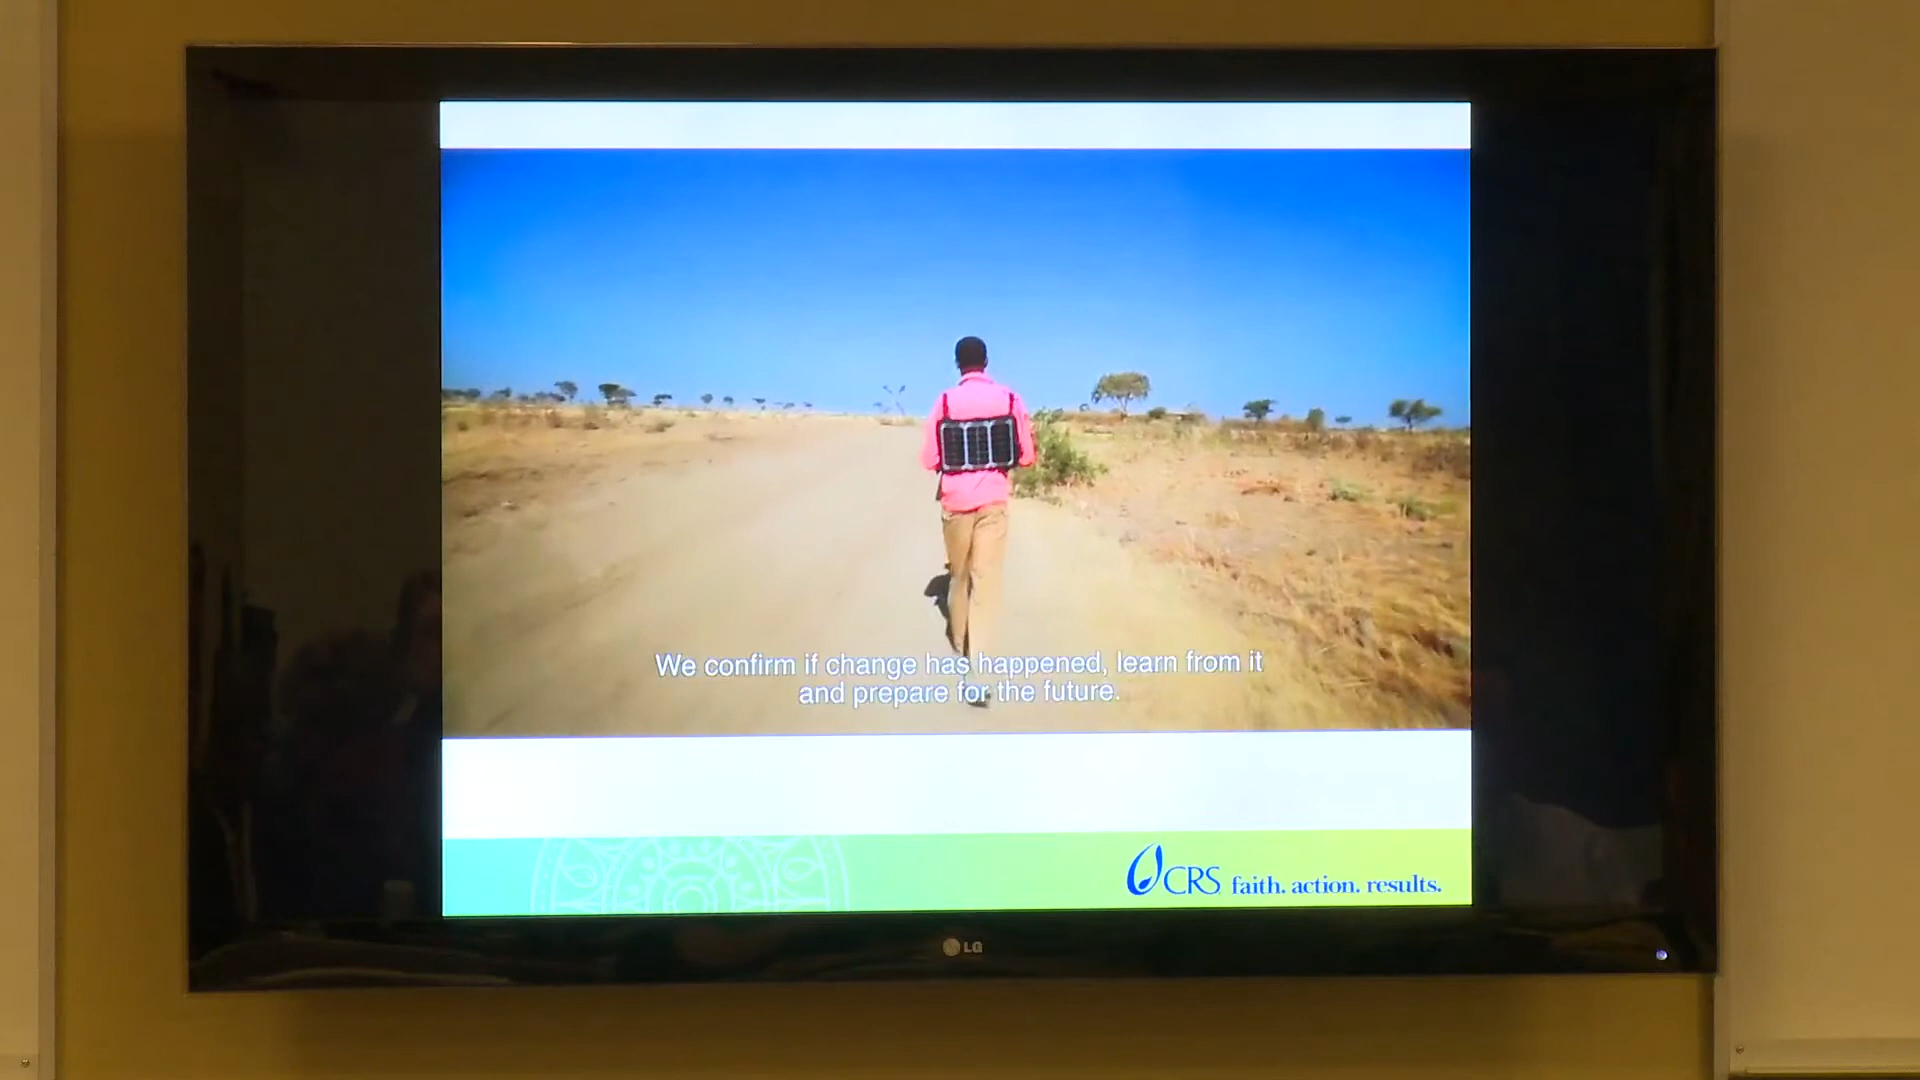 We confirm if change has happened, learn from it
and prepare for the future.
CRS faith. action. results.
LG